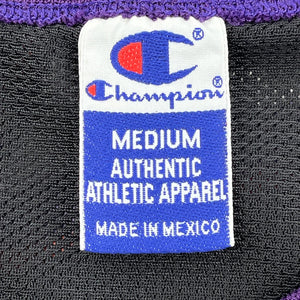 ®
Champion®
MEDIUM
AUTHENTIC
ATHLETIC APPAREL
MADE IN MEXICO